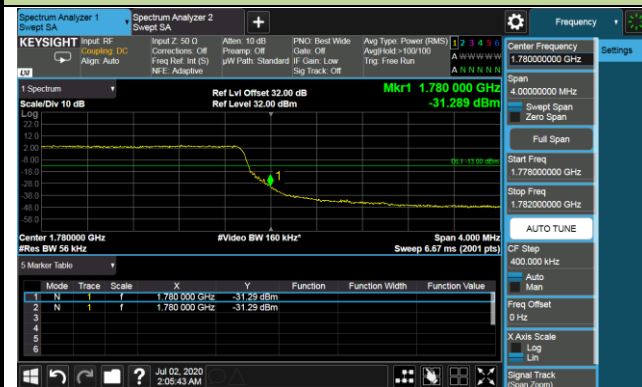 Spectrum Analyzer 1
Swept SA
Spectrum Analyzer 2
Swept SA
+
Frequency
KEYSIGHT
LXI
Input: RF
Coupling: DC
Align: Auto
Input Z: 50 Ω
Corrections: Off
Freq Ref: Int (S)
NFE: Adaptive
Atten: 10 dB
Preamp: Off
µW Path: Standard
PNO: Best Wide
Gate: Off
IF Gain: Low
Sig Track: Off
Avg Type: Power (RMS)
Avg|Hold:>100/100
Trig: Free Run
1 2 3 4 5 6
A W W W W W
A N N N N N
1 Spectrum
Scale/Div 10 dB
Ref Lvl Offset 32.00 dB
Ref Level 32.00 dBm
Mkr1 1.780 000 GHz
-31.289 dBm
Log
22.0
12.0
2.00
-8.00
-18.0
-28.0
-38.0
-48.0
-58.0
DL1 -13.00 dBm
1
Center 1.780000 GHz
#Res BW 56 kHz
#Video BW 160 kHz*
Span 4.000 MHz
Sweep 6.67 ms (2001 pts)
5 Marker Table
Mode Trace Scale X Y Function Function Width Function Value
1 N 1 f 1.780 000 GHz -31.29 dBm
2 N 1 f 1.780 000 GHz -31.29 dBm
3
4
5
6
?
Jul 02, 2020
2:05:43 AM
Center Frequency
1.780000000 GHz
Settings
Span
4.00000000 MHz
Swept Span
Zero Span
Full Span
Start Freq
1.778000000 GHz
Stop Freq
1.782000000 GHz
AUTO TUNE
CF Step
400.000 kHz
Auto
Man
Freq Offset
0 Hz
X Axis Scale
Log
Lin
Signal Track
(Span Zoom)